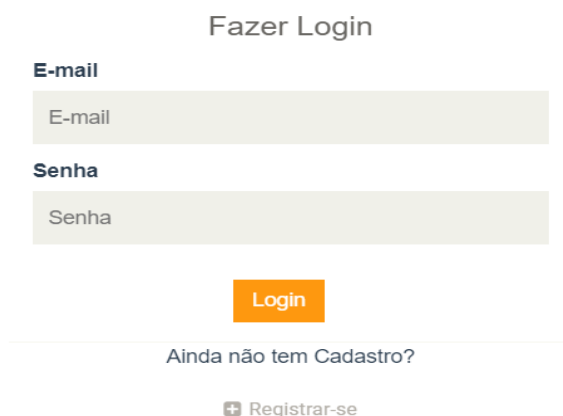 Fazer Login
E-mail
E-mail
Senha
Senha
Login
Ainda não tem Cadastro?
Registrar-se